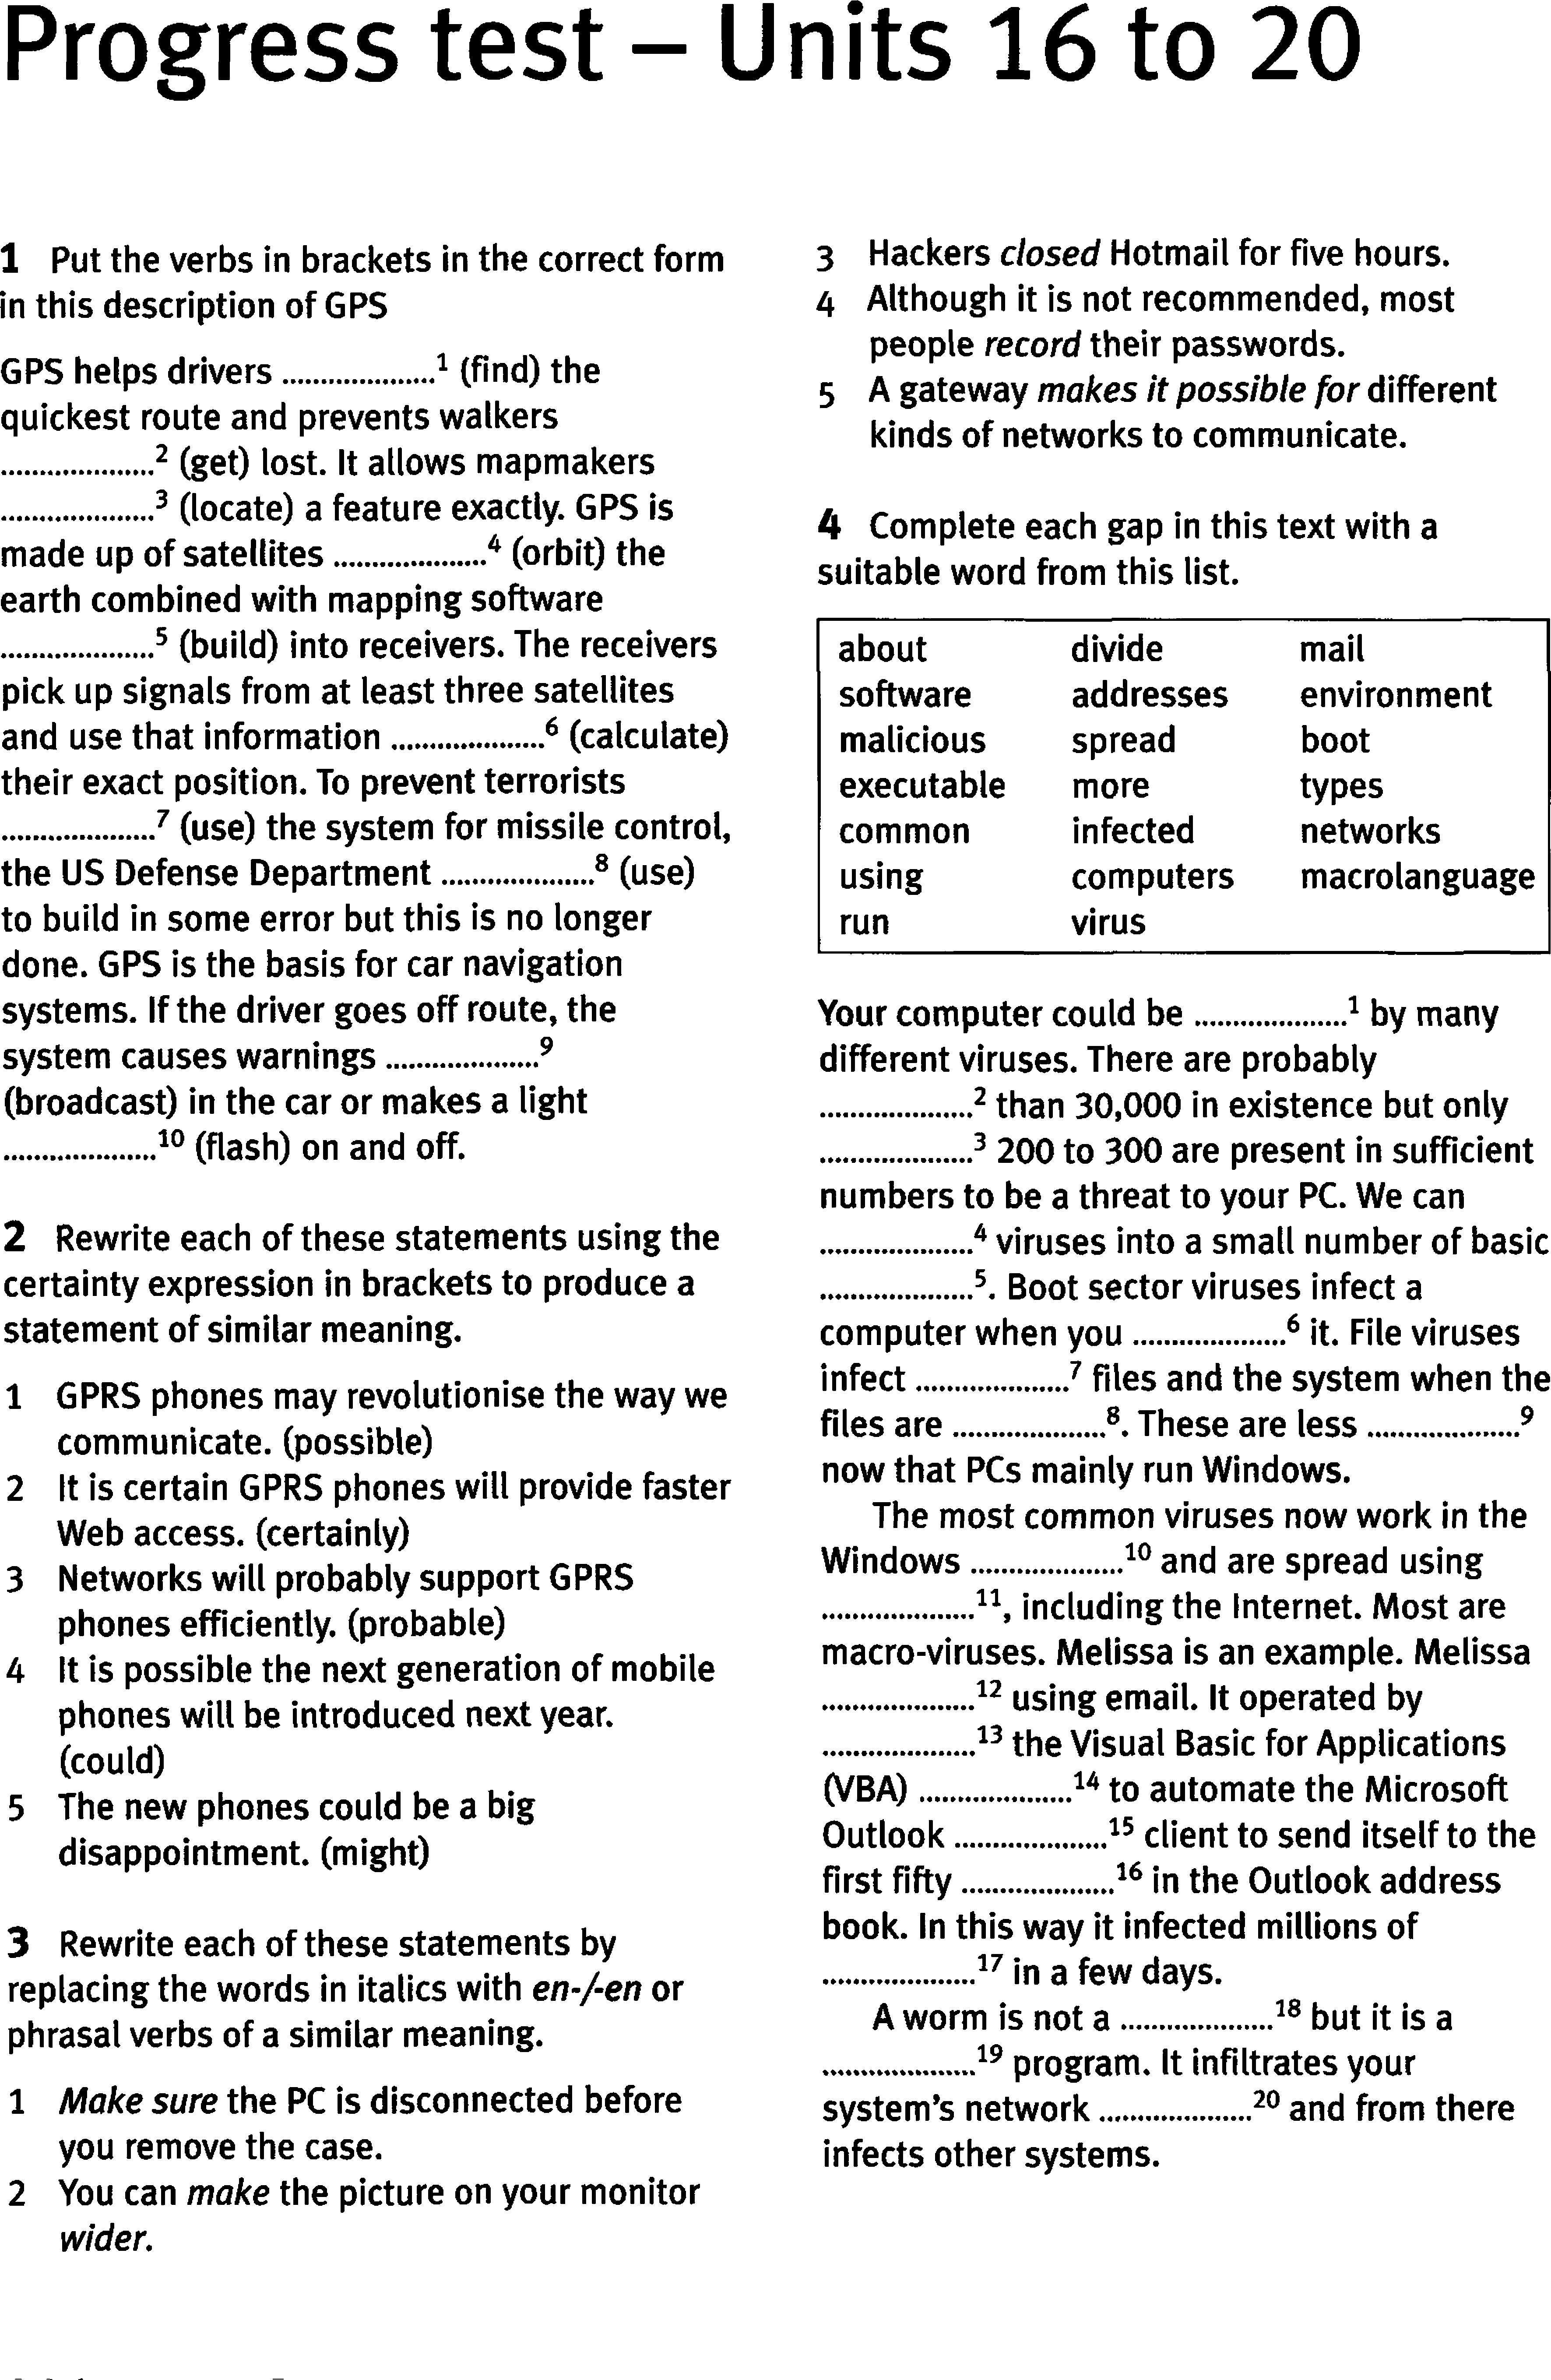 Progress test – Units 16 to 20
1 Put the verbs in brackets in the correct form
in this description of GPS
GPS helps drivers ....................1 (find) the
quickest route and prevents walkers
....................2 (get) lost. It allows mapmakers
....................3 (locate) a feature exactly. GPS is
made up of satellites ....................4 (orbit) the
earth combined with mapping software
....................5 (build) into receivers. The receivers
pick up signals from at least three satellites
and use that information ....................6 (calculate)
their exact position. To prevent terrorists
....................7 (use) the system for missile control,
the US Defense Department ....................8 (use)
to build in some error but this is no longer
done. GPS is the basis for car navigation
systems. If the driver goes off route, the
system causes warnings ....................9
(broadcast) in the car or makes a light
....................10 (flash) on and off.
2 Rewrite each of these statements using the
certainty expression in brackets to produce a
statement of similar meaning.
1 GPRS phones may revolutionise the way we
communicate. (possible)
2 It is certain GPRS phones will provide faster
Web access. (certainly)
3 Networks will probably support GPRS
phones efficiently. (probable)
4 It is possible the next generation of mobile
phones will be introduced next year.
(could)
5 The new phones could be a big
disappointment. (might)
3 Rewrite each of these statements by
replacing the words in italics with en-/-en or
phrasal verbs of a similar meaning.
1 Make sure the PC is disconnected before
you remove the case.
2 You can make the picture on your monitor
wider.
3 Hackers closed Hotmail for five hours.
4 Although it is not recommended, most
people record their passwords.
5 A gateway makes it possible for different
kinds of networks to communicate.
4 Complete each gap in this text with a
suitable word from this list.
about divide mail
software addresses environment
malicious spread boot
executable more types
common infected networks
using computers macrolanguage
run virus
Your computer could be ....................1 by many
different viruses. There are probably
....................2 than 30,000 in existence but only
....................3 200 to 300 are present in sufficient
numbers to be a threat to your PC. We can
....................4 viruses into a small number of basic
....................5. Boot sector viruses infect a
computer when you ....................6 it. File viruses
infect ....................7 files and the system when the
files are ....................8. These are less ....................9
now that PCs mainly run Windows.
The most common viruses now work in the
Windows ....................10 and are spread using
....................11, including the Internet. Most are
macro-viruses. Melissa is an example. Melissa
....................12 using email. It operated by
....................13 the Visual Basic for Applications
(VBA) ....................14 to automate the Microsoft
Outlook ....................15 client to send itself to the
first fifty ....................16 in the Outlook address
book. In this way it infected millions of
....................17 in a few days.
A worm is not a ....................18 but it is a
....................19 program. It infiltrates your
system's network ....................20 and from there
infects other systems.